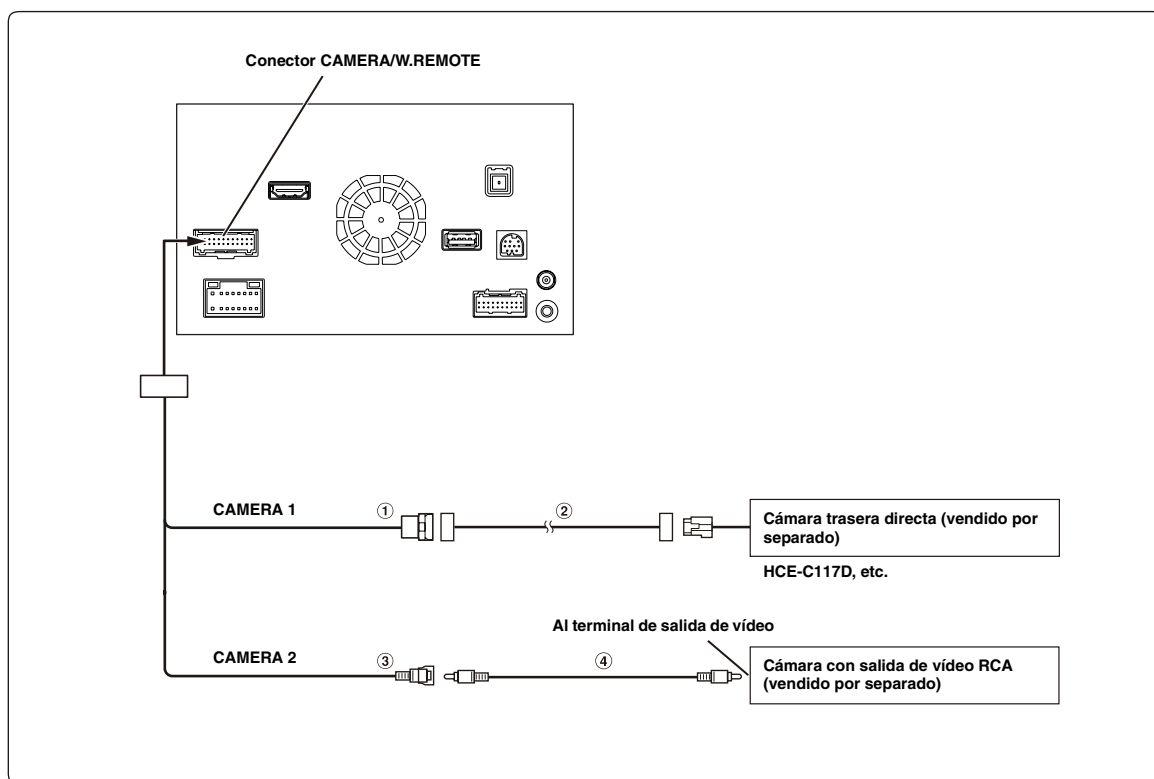 Conector CAMERA/W.REMOTE
CAMERA 1
①
②
Cámara trasera directa (vendido por
separado)
HCE-C117D, etc.
Al terminal de salida de vídeo
CAMERA 2
③
④
Cámara con salida de vídeo RCA
(vendido por separado)